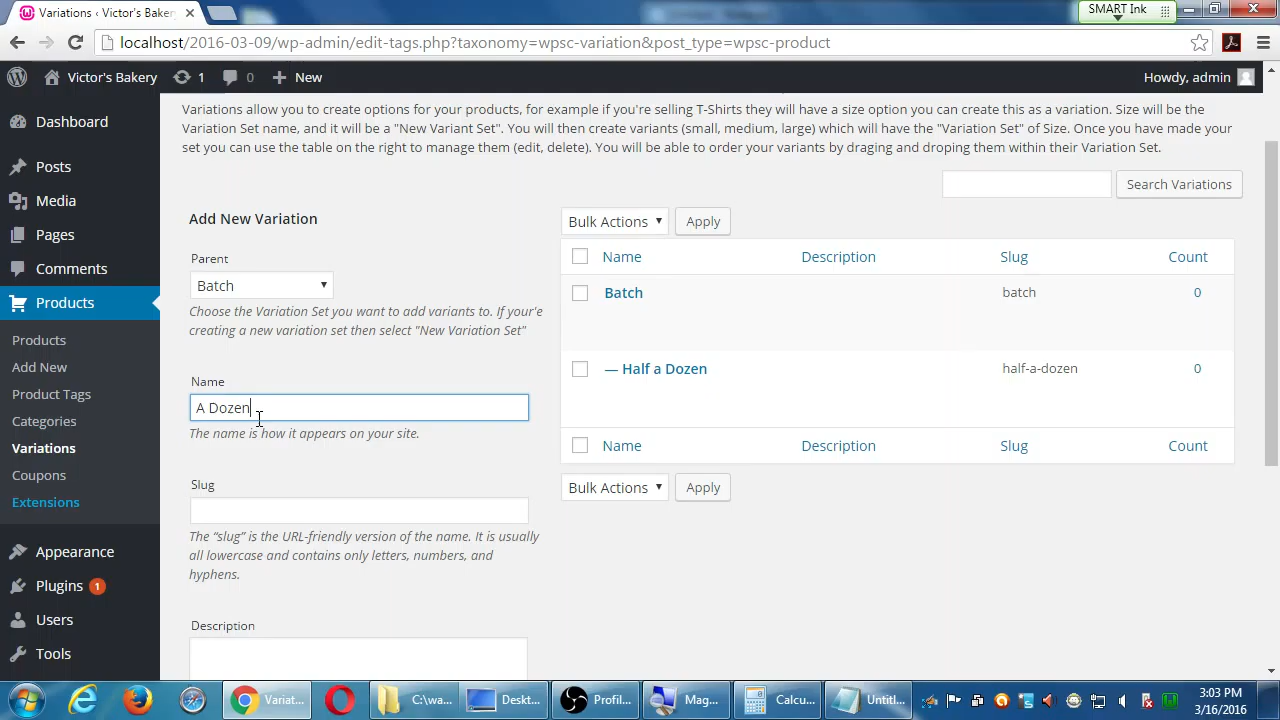 Variations ‹ Victor's Bakery
SMART Ink
localhost/2016-03-09/wp-admin/edit-tags.php?taxonomy=wpsc-variation&post_type=wpsc-product
Victor's Bakery
1
0
New
Howdy, admin
Variations allow you to create options for your products, for example if you're selling T-Shirts they will have a size option you can create this as a variation. Size will be the
Variation Set name, and it will be a "New Variant Set". You will then create variants (small, medium, large) which will have the "Variation Set" of Size. Once you have made your
set you can use the table on the right to manage them (edit, delete). You will be able to order your variants by draging and droping them within their Variation Set.
Search Variations
Dashboard
Posts
Media
Pages
Comments
Products
Products
Add New
Product Tags
Categories
Variations
Coupons
Extensions
Appearance
Plugins 1
Users
Tools
Add New Variation
Parent
Batch
Choose the Variation Set you want to add variants to. If your'e
creating a new variation set then select "New Variation Set"
Name
A Dozen
The name is how it appears on your site.
Slug
The “slug” is the URL-friendly version of the name. It is usually
all lowercase and contains only letters, numbers, and
hyphens.
Description
Bulk Actions
Apply
Name Description Slug Count
Batch batch 0
— Half a Dozen half-a-dozen 0
Name Description Slug Count
Bulk Actions
Apply
Variat...
C:\wa...
Deskt...
Profil...
Mag...
Calcu...
Untitl...
3:03 PM
3/16/2016